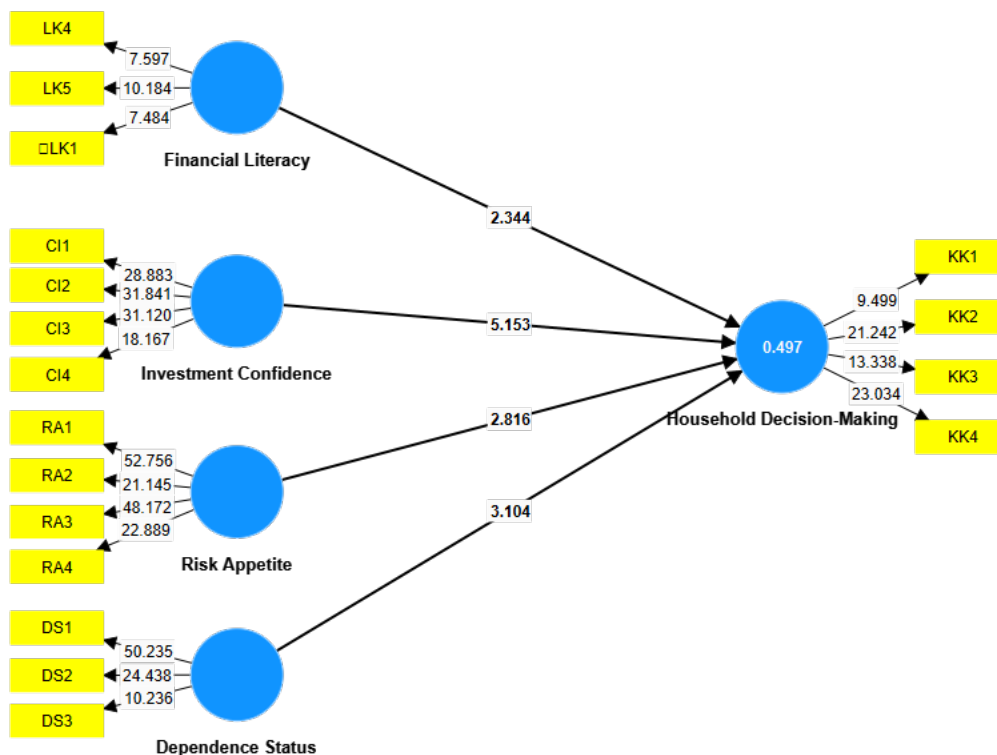 LK4
7.597
LK5
10.184
7.484
□LK1
Financial Literacy
2.344
CI1
28.883
CI2
31.841
CI3
31.120
18.167
CI4
Investment Confidence
5.153
RA1
52.756
RA2
21.145
RA3
48.172
22.889
RA4
Risk Appetite
2.816
DS1
50.235
DS2
24.438
10.236
DS3
Dependence Status
3.104
0.497
Household Decision-Making
KK1
9.499
KK2
21.242
13.338
KK3
23.034
KK4